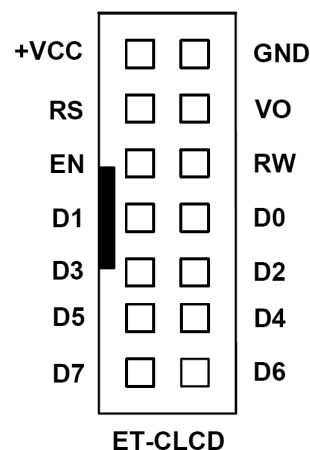 +VCC GND
RS VO
EN RW
D1 D0
D3 D2
D5 D4
D7 D6
ET-CLCD